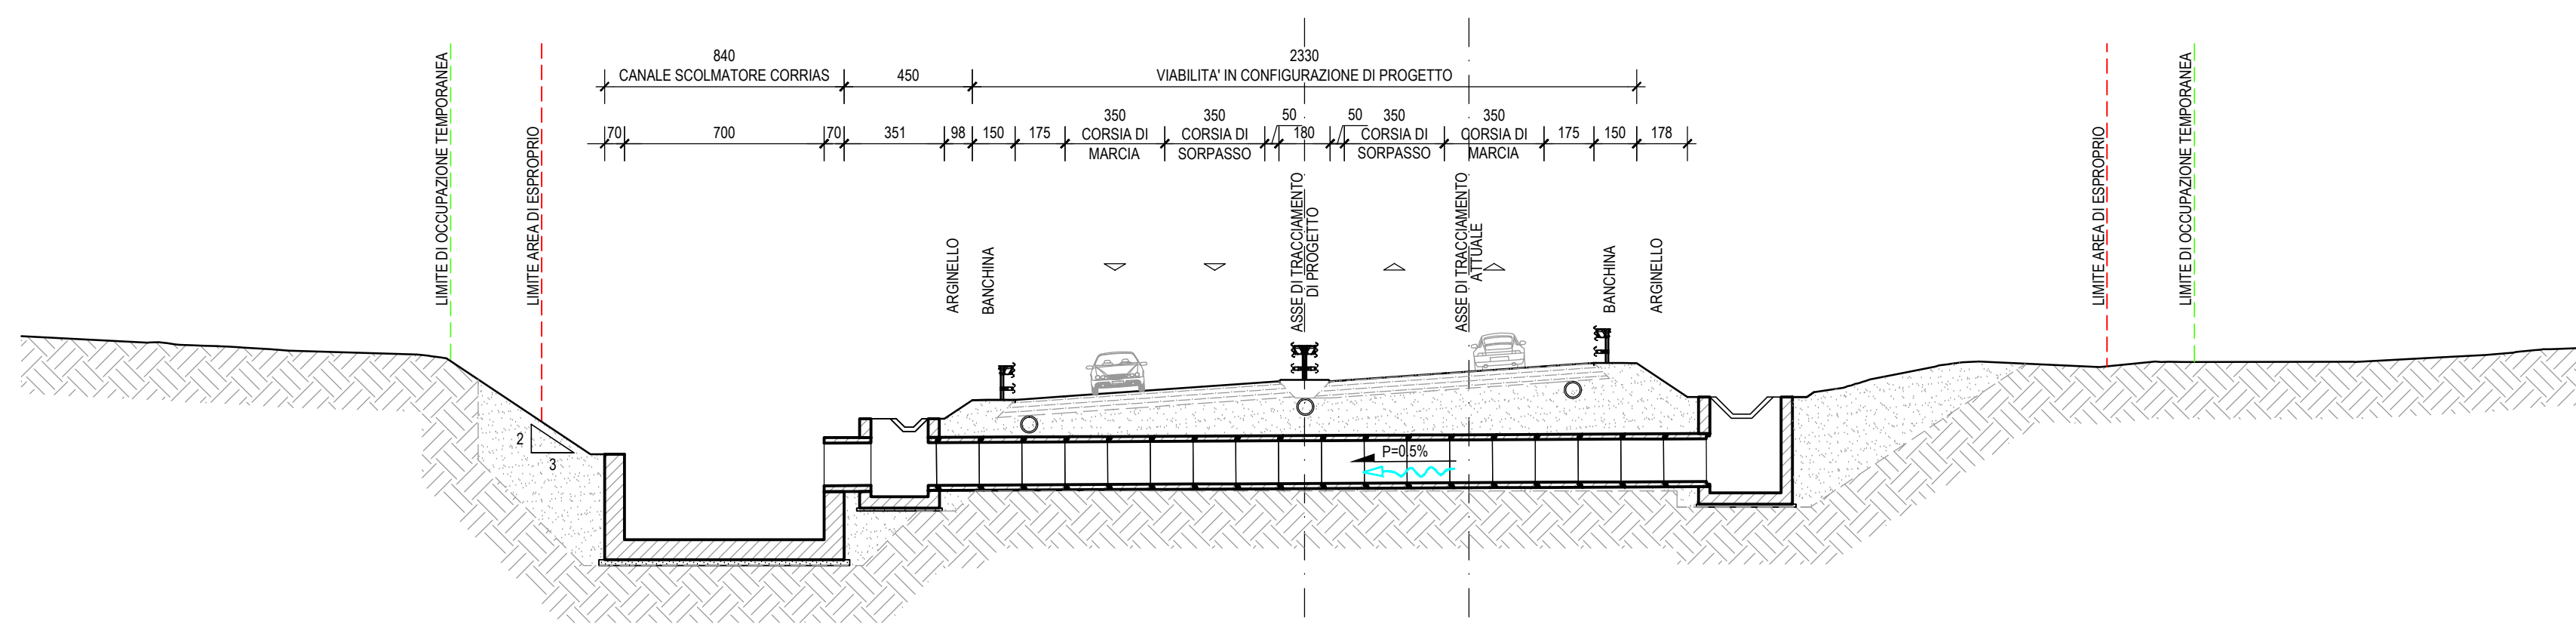 840
CANALE SCOLMATORE CORRIAS
450
2330
VIABILITA' IN CONFIGURAZIONE DI PROGETTO
70
700
70
351
98
150
175
350
CORSIA DI
MARCIA
350
CORSIA DI
SORPASSO
50
180
50
350
CORSIA DI
SORPASSO
350
CORSIA DI
MARCIA
175
150
178
LIMITE DI OCCUPAZIONE TEMPORANEA
LIMITE AREA DI ESPROPRIO
ARGINELLO
BANCHINA
ASSE DI TRACCIAMENTO
DI PROGETTO
ASSE DI TRACCIAMENTO
ATTUALE
BANCHINA
ARGINELLO
LIMITE AREA DI ESPROPRIO
LIMITE DI OCCUPAZIONE TEMPORANEA
2
3
P=0.5%